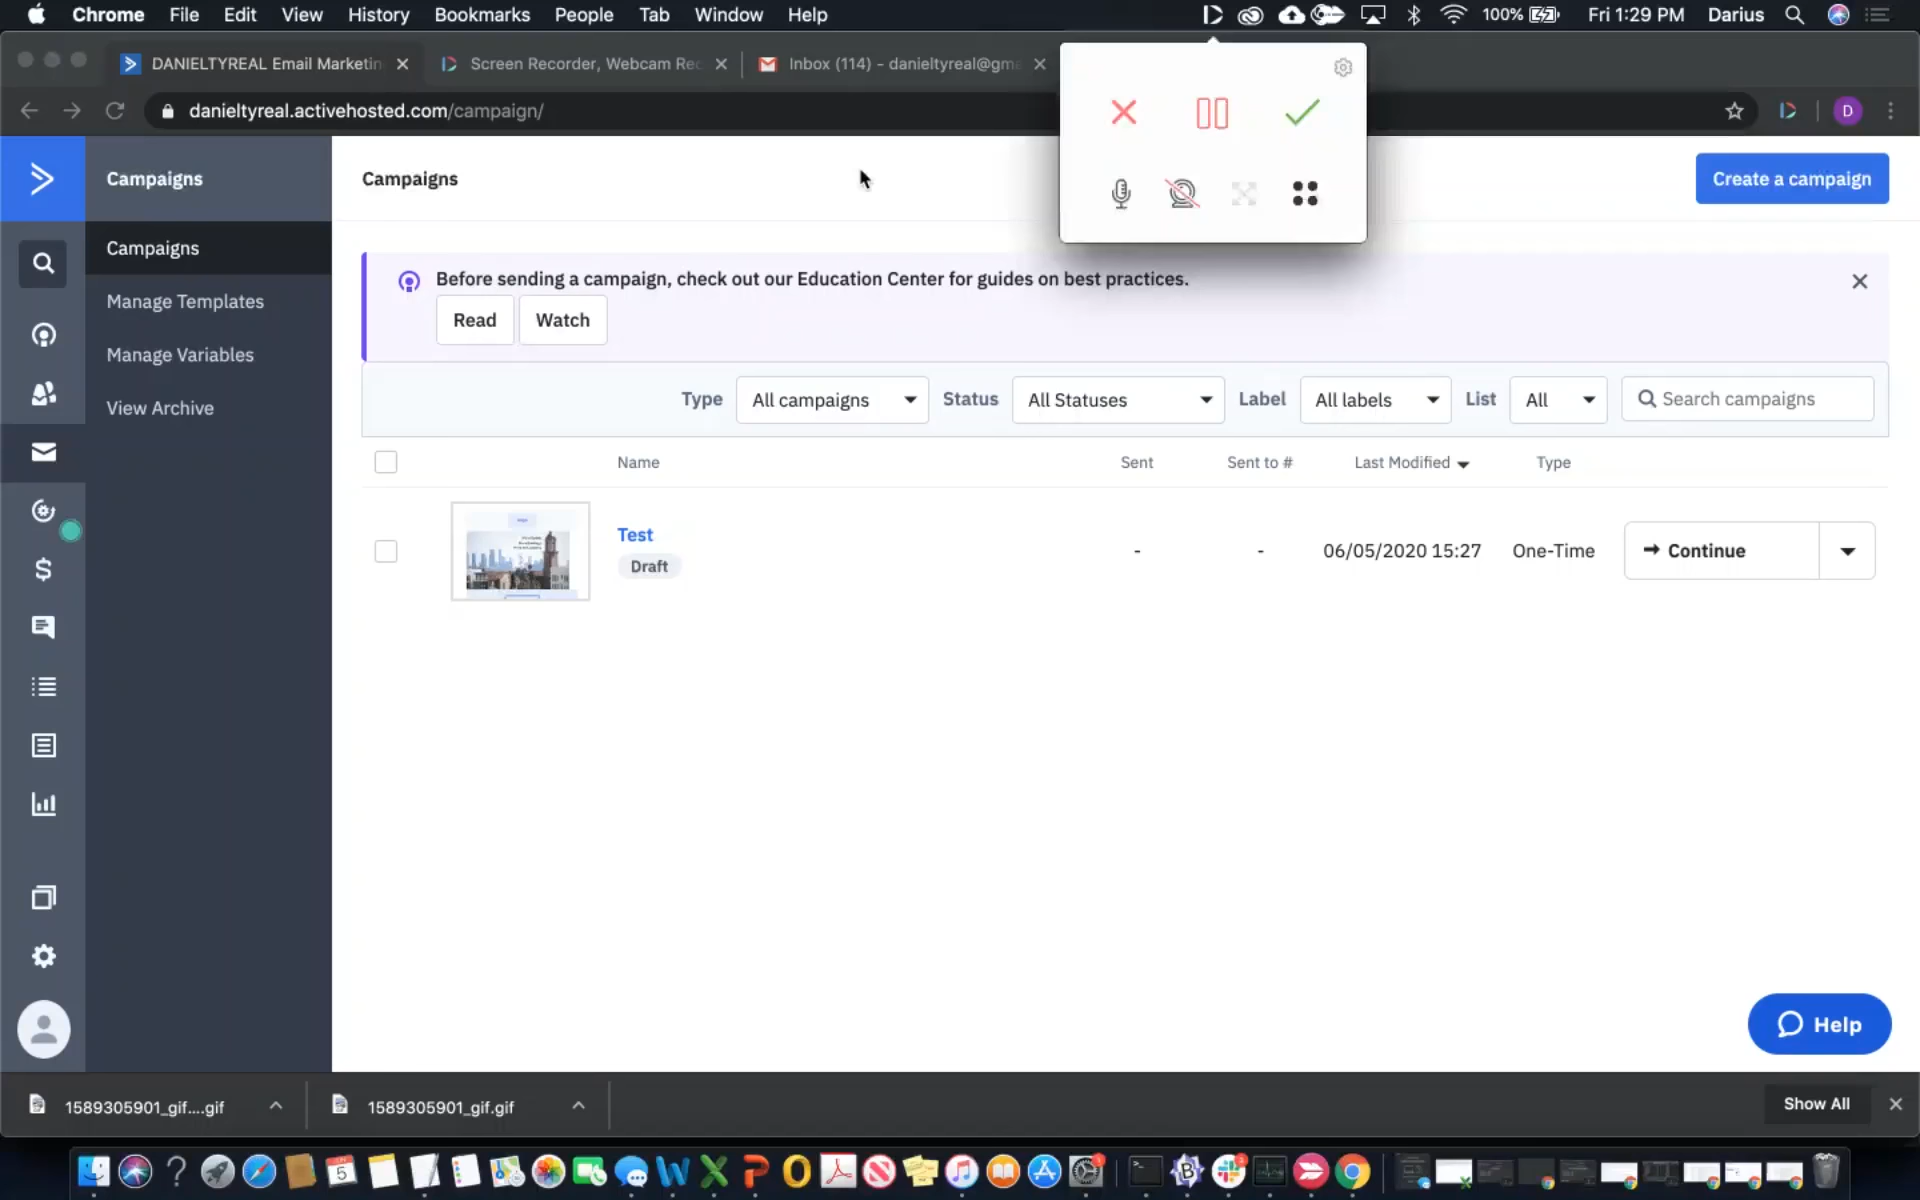 Chrome File Edit View History Bookmarks People Tab Window Help 100% Fri 1:29 PM Darius
DANIELTYREAL Email Marketin Screen Recorder, Webcam Rec Inbox (114) - danieltyreal@gm
danieltyreal.activehosted.com/campaign/ D
Campaigns
Campaigns
Manage Templates
Manage Variables
View Archive
Campaigns
Create a campaign
Before sending a campaign, check out our Education Center for guides on best practices.
Read Watch
Type All campaigns Status All Statuses Label All labels List All Search campaigns
Name Sent Sent to # Last Modified Type
Test
Draft
- - 06/05/2020 15:27 One-Time Continue
Help
1589305901_gif....gif 1589305901_gif.gif Show All
5